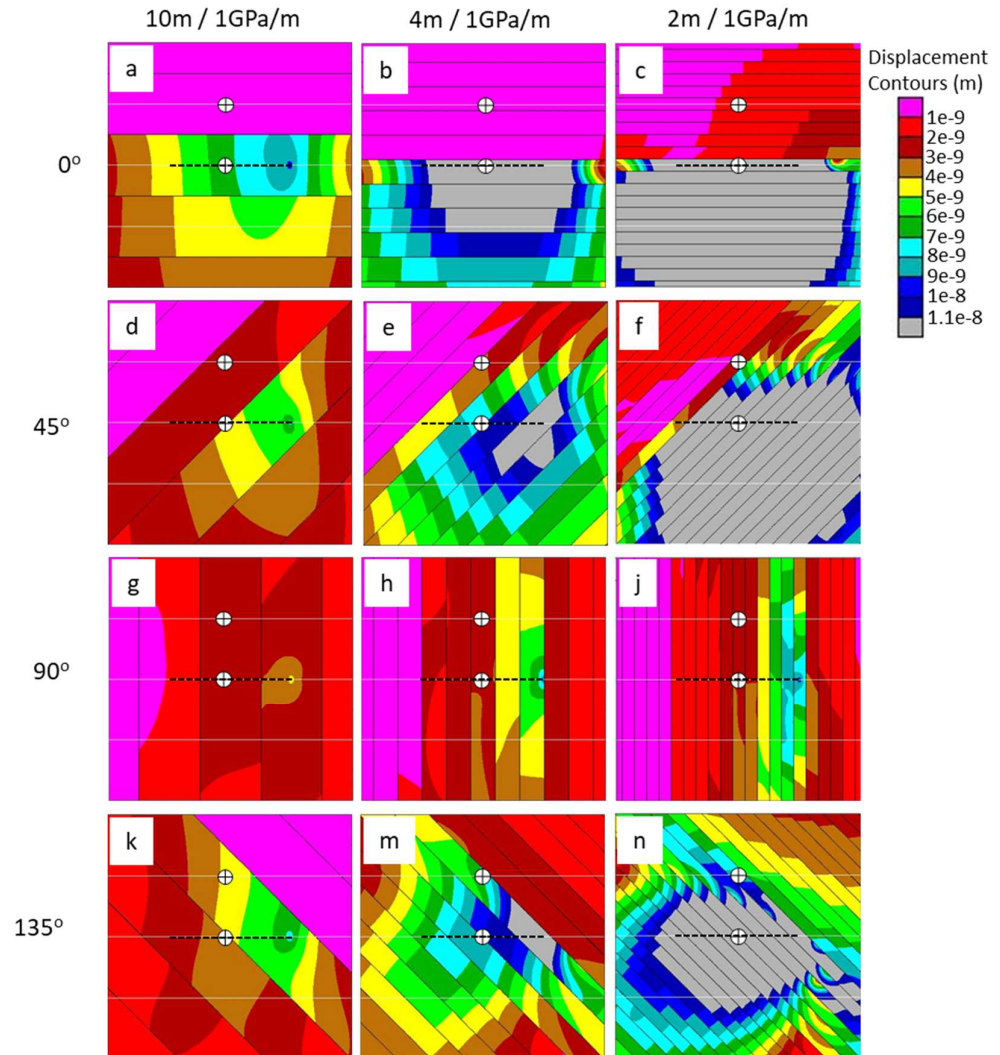 10m / 1GPa/m 4m / 1GPa/m 2m / 1GPa/m
a b c
Displacement
Contours (m)
1e-9
2e-9
3e-9
4e-9
5e-9
6e-9
7e-9
8e-9
9e-9
1e-8
1.1e-8
0°
d e f
45°
g h j
90°
k m n
135°